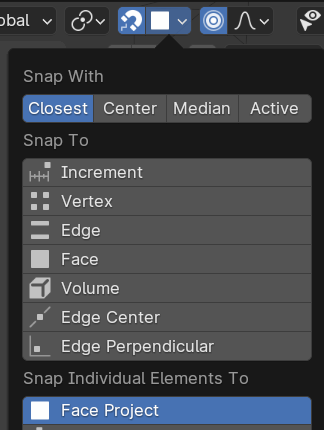 obal
Snap With
Closest Center Median Active
Snap To
Increment
Vertex
Edge
Face
Volume
Edge Center
Edge Perpendicular
Snap Individual Elements To
Face Project